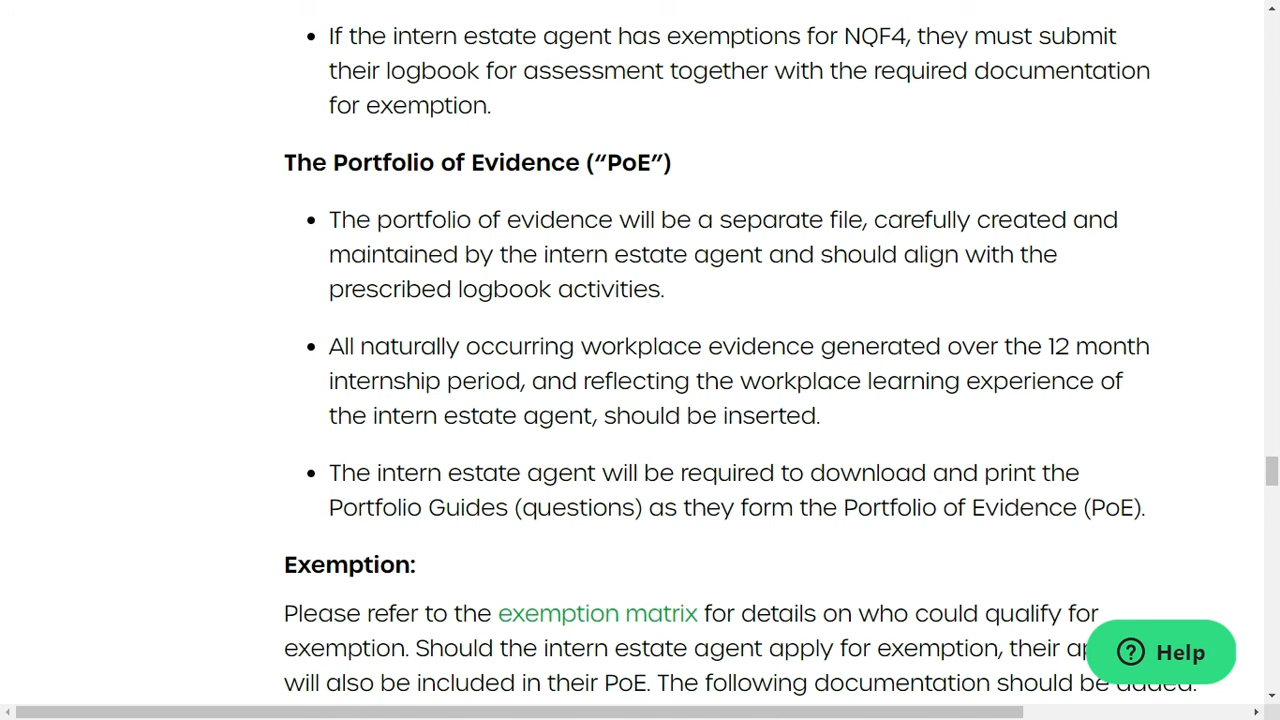 If the intern estate agent has exemptions for NQF4, they must submit
their logbook for assessment together with the required documentation
for exemption.
The Portfolio of Evidence (“PoE”)
The portfolio of evidence will be a separate file, carefully created and
maintained by the intern estate agent and should align with the
prescribed logbook activities.
All naturally occurring workplace evidence generated over the 12 month
internship period, and reflecting the workplace learning experience of
the intern estate agent, should be inserted.
The intern estate agent will be required to download and print the
Portfolio Guides (questions) as they form the Portfolio of Evidence (PoE).
Exemption:
Please refer to the exemption matrix for details on who could qualify for
exemption. Should the intern estate agent apply for exemption, their
will also be included in their PoE. The following documentation should be added:
Help